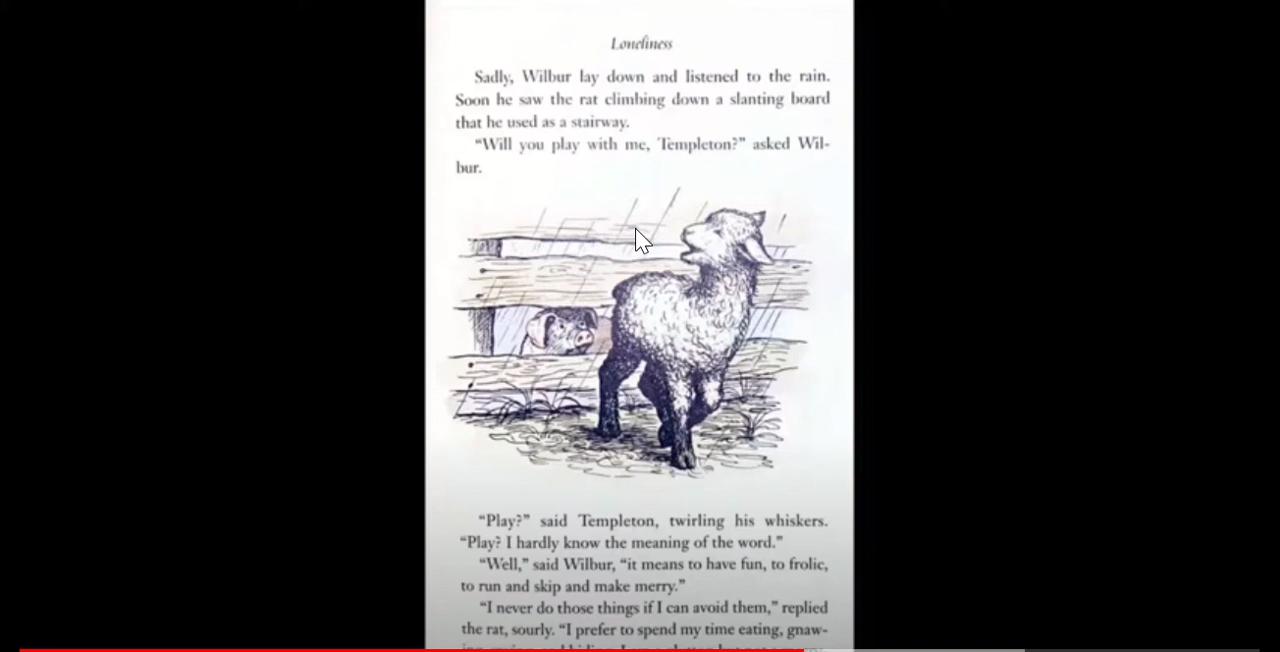 Loneliness
Sadly, Wilbur lay down and listened to the rain.
Soon he saw the rat climbing down a slanting board
that he used as a stairway.
“Will you play with me, Templeton?” asked Wil-
bur.
“Play?” said Templeton, twirling his whiskers.
“Play? I hardly know the meaning of the word.”
“Well,” said Wilbur, “it means to have fun, to frolic,
to run and skip and make merry.”
“I never do those things if I can avoid them,” replied
the rat, sourly. “I prefer to spend my time eating, gnaw-